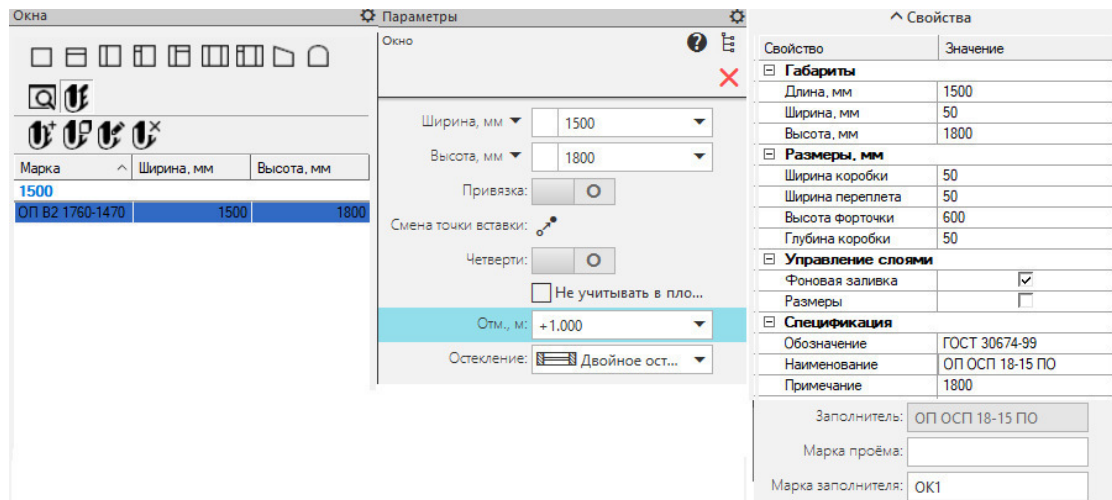 Окна
Марка Ширина, мм Высота, мм
1500
ОП В2 1760-1470 1500 1800
Параметры
Окно
Ширина, мм 1500
Высота, мм 1800
Привязка:
Смена точки вставки:
Четверти:
Не учитывать в пло...
Отм., м: +1.000
Остекление: Двойное ост...
Свойства
Свойство Значение
Габариты
Длина, мм 1500
Ширина, мм 50
Высота, мм 1800
Размеры, мм
Ширина коробки 50
Ширина переплета 50
Высота форточки 600
Глубина коробки 50
Управление слоями
Фоновая заливка
Размеры
Спецификация
Обозначение ГОСТ 30674-99
Наименование ОП ОСП 18-15 ПО
Примечание 1800
Заполнитель: ОП ОСП 18-15 ПО
Марка проёма:
Марка заполнителя: ОК1